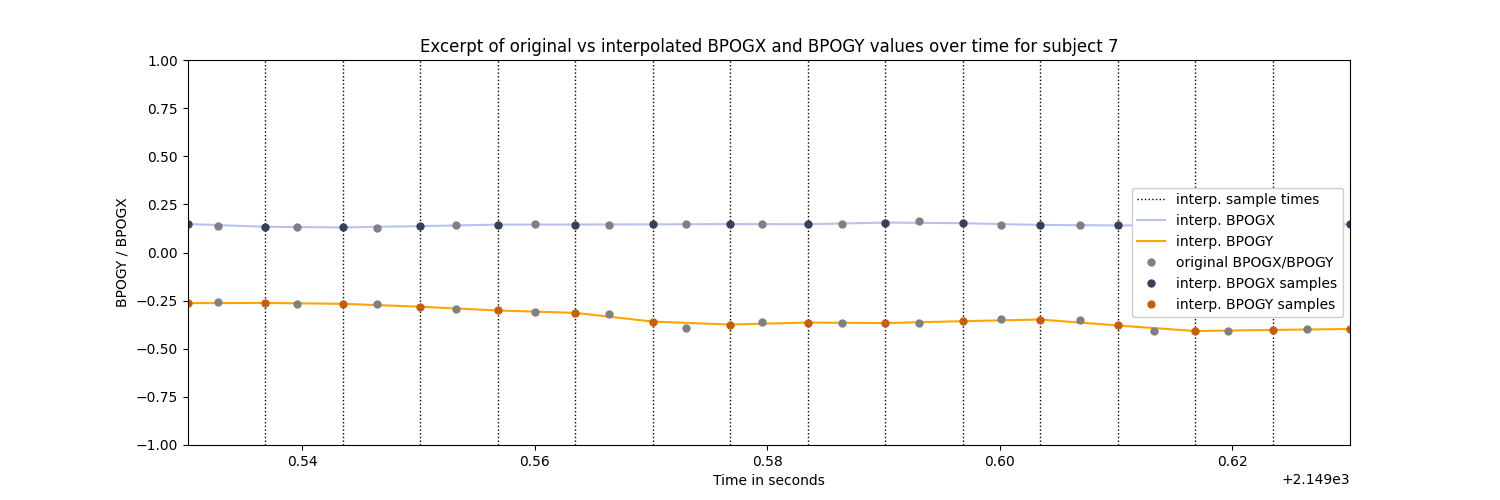 Excerpt of original vs interpolated BPOGX and BPOGY values over time for subject 7
1.00
0.75
0.50
0.25
0.00
−0.25
−0.50
−0.75
−1.00
BPOGY / BPOGX
interp. sample times
interp. BPOGX
interp. BPOGY
original BPOGX/BPOGY
interp. BPOGX samples
interp. BPOGY samples
0.54 0.56 0.58 0.60 0.62
Time in seconds
+2.149e3